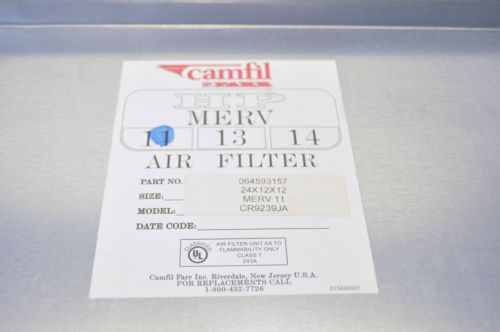 camfil
FARR
HP
MERV
11 13 14
AIR FILTER
PART NO. 064593157
SIZE: 24X12X12
MERV 11
MODEL: CR9239JA
DATE CODE:
CLASSIFIED
UL
AIR FILTER UNIT AS TO
FLAMMABILITY ONLY
CLASS 1
243A
Camfil Farr Inc. Riverdale, New Jersey U.S.A.
FOR REPLACEMENTS CALL
1-800-432-7726